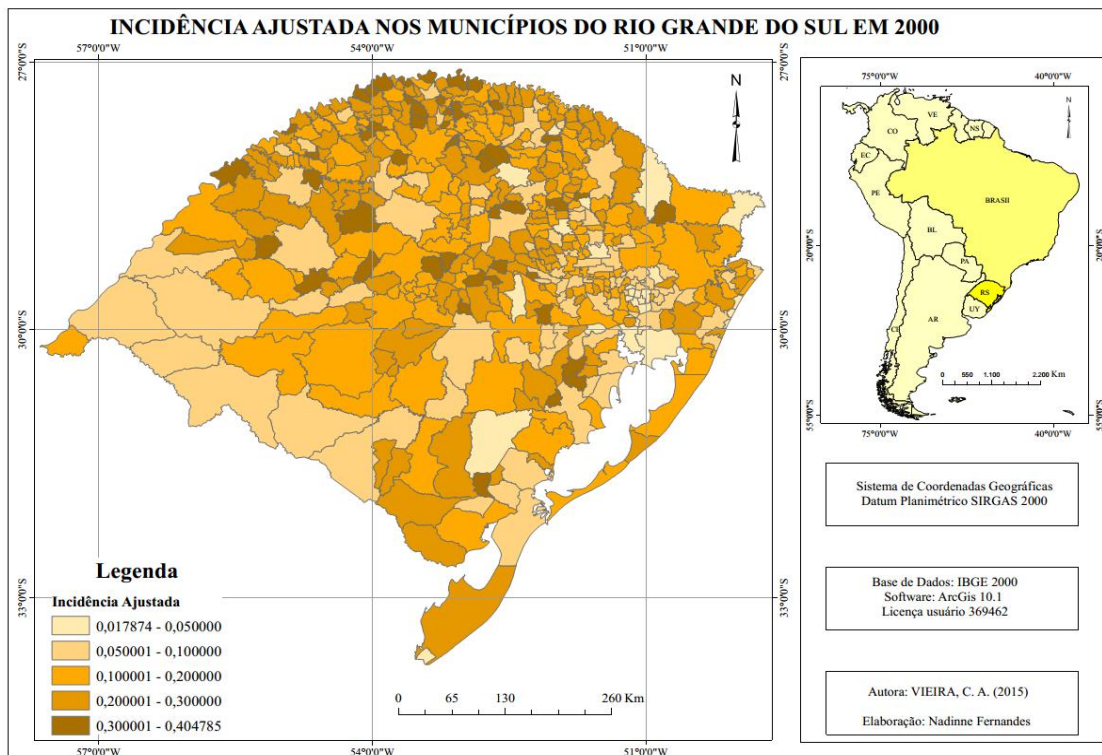 INCIDÊNCIA AJUSTADA NOS MUNICÍPIOS DO RIO GRANDE DO SUL EM 2000
57°0'0"W 54°0'0"W 51°0'0"W
27°0'0"S 27°0'0"S
N
30°0'0"S 30°0'0"S
33°0'0"S 33°0'0"S
Legenda
Incidência Ajustada
0,017874 - 0,050000
0,050001 - 0,100000
0,100001 - 0,200000
0,200001 - 0,300000
0,300001 - 0,404785
0 65 130 260 Km
57°0'0"W 54°0'0"W 51°0'0"W
75°0'0"W 40°0'0"W
N
VE
CO
NS
EC
PE
BRASIL
BL
PA
RS
UY
AR
CI
20°0'0"S 20°0'0"S
0 550 1.100 2.200 Km
55°0'0"S 55°0'0"S
75°0'0"W 40°0'0"W
Sistema de Coordenadas Geográficas
Datum Planimétrico SIRGAS 2000
Base de Dados: IBGE 2000
Software: ArcGis 10.1
Licença usuário 369462
Autora: VIEIRA, C. A. (2015)
Elaboração: Nadinne Fernandes